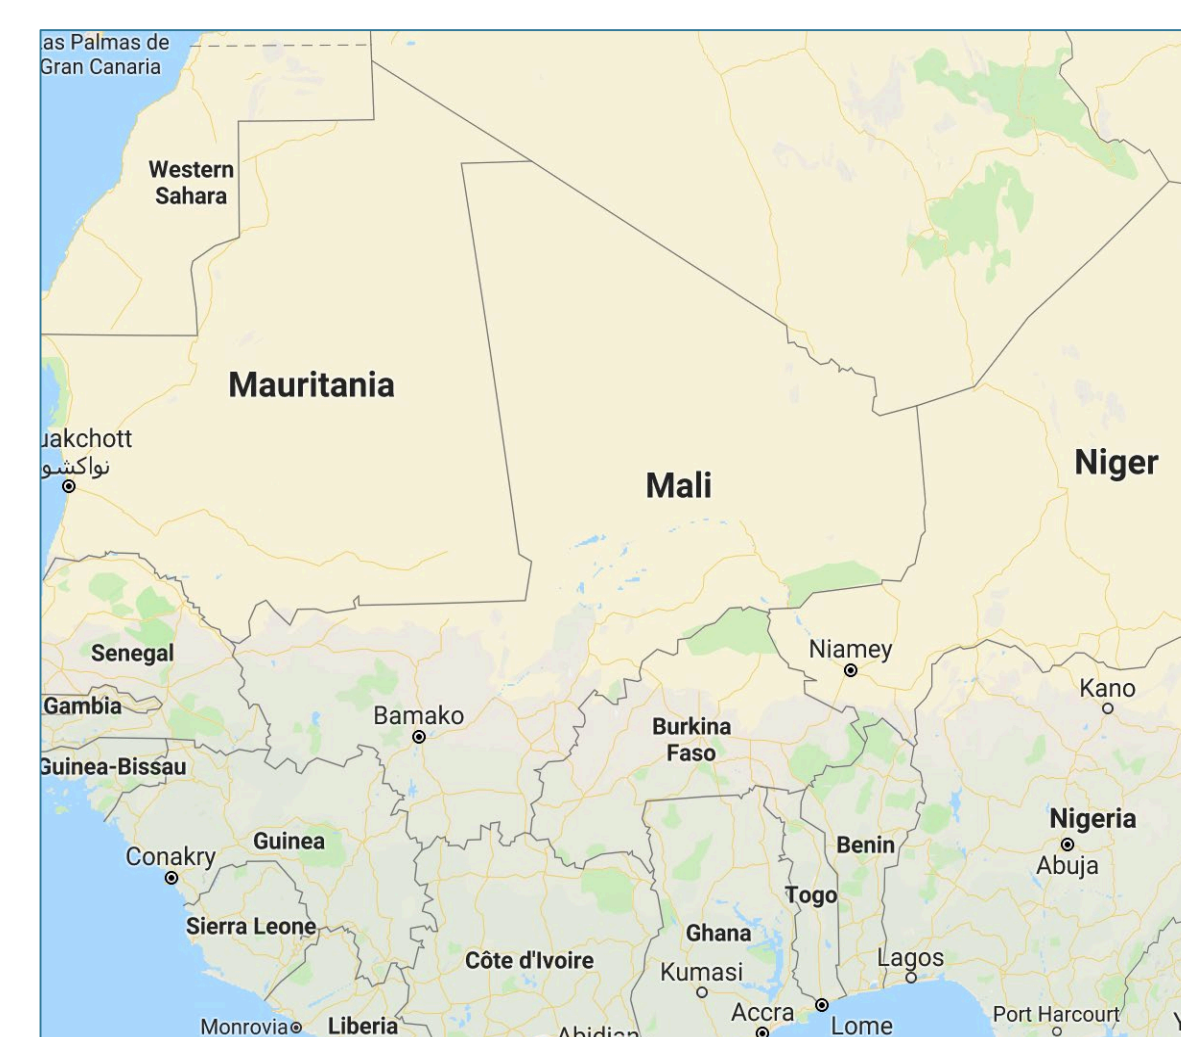 as Palmas de
Gran Canaria
Western
Sahara
Mauritania
uakchott
نواكشو
Mali
Niger
Senegal
Niamey
Gambia
Kano
Bamako
Burkina
Faso
Guinea-Bissau
Nigeria
Guinea
Benin
Conakry
Abuja
Togo
Sierra Leone
Ghana
Côte d'Ivoire
Lagos
Kumasi
Accra
Port Harcourt
Monrovia
Liberia
Lome
Abidjan
Y